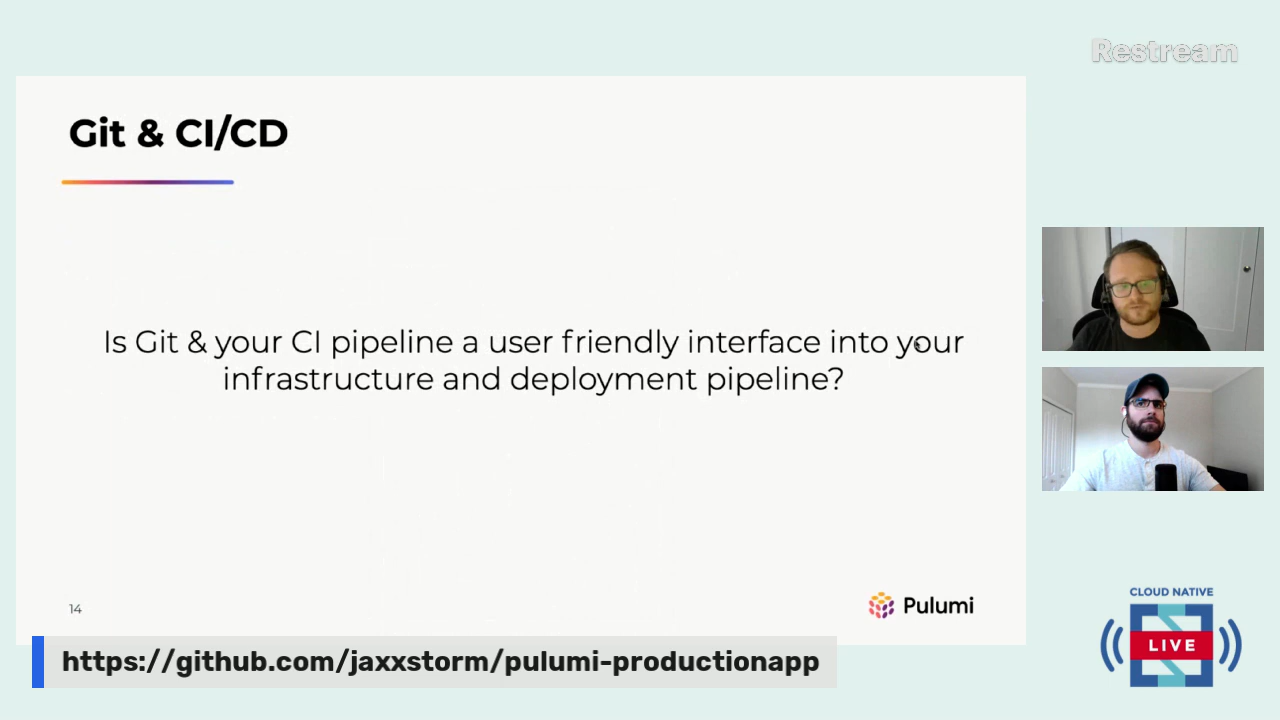 Restream
Git & CI/CD
Is Git & your CI pipeline a user friendly interface into your
infrastructure and deployment pipeline?
14
Pulumi
https://github.com/jaxxstorm/pulumi-productionapp
CLOUD NATIVE
LIVE